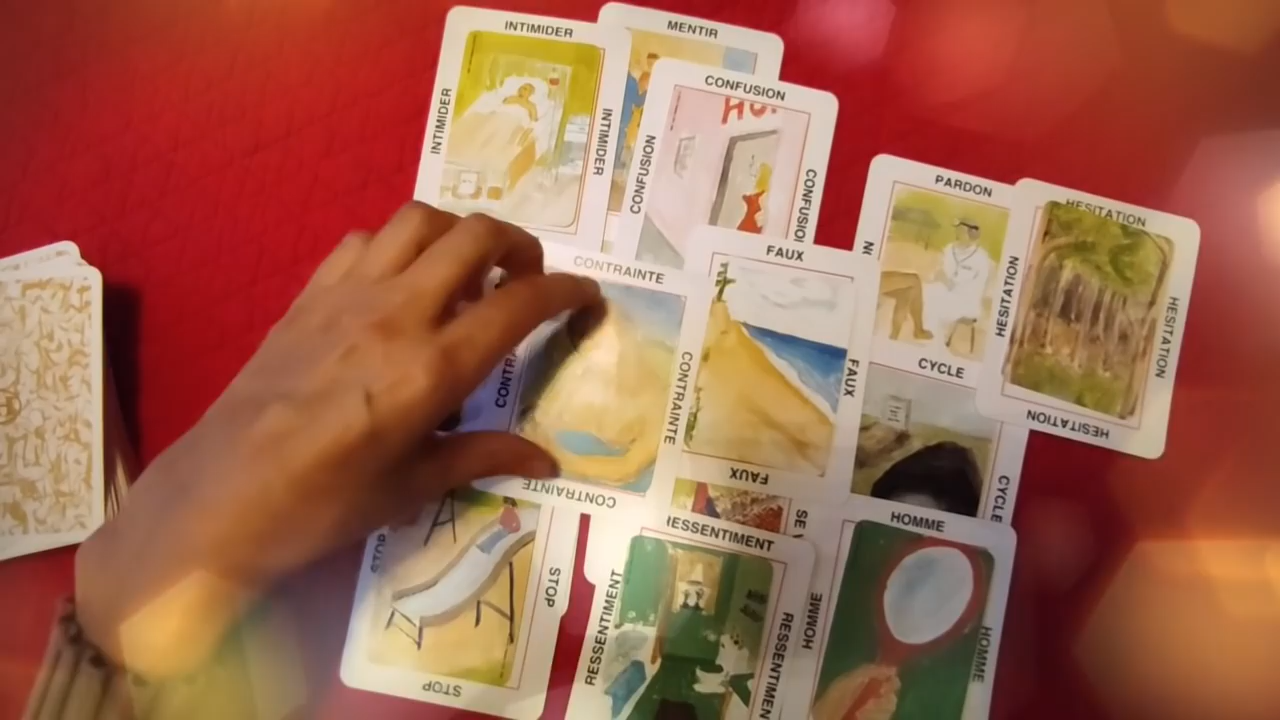 INTIMIDER
INTIMIDER
INTIMIDER
MENTIR
CONFUSION
CONFUSION
CONFUSIO
HO
PARDON
HESITATION
HESITATION
HESITATION
HESITATION
CONTRAINTE
CONTRA
CONTRAINTE
CONTRAINTE
FAUX
FAUX
FAUX
CYCLE
CYCLE
STOP
STOP
STOP
SE
RESSENTIMENT
RESSENTIMENT
RESSENTIMEN
HOMME
HOMME
HOMME